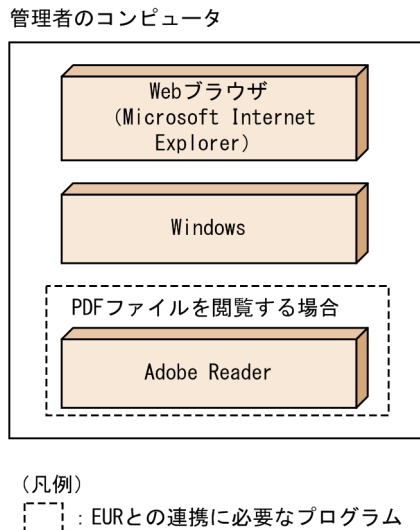 管理者のコンピュータ
Webブラウザ
(Microsoft Internet
Explorer)
Windows
PDFファイルを閲覧する場合
Adobe Reader
(凡例)
：EURとの連携に必要なプログラム